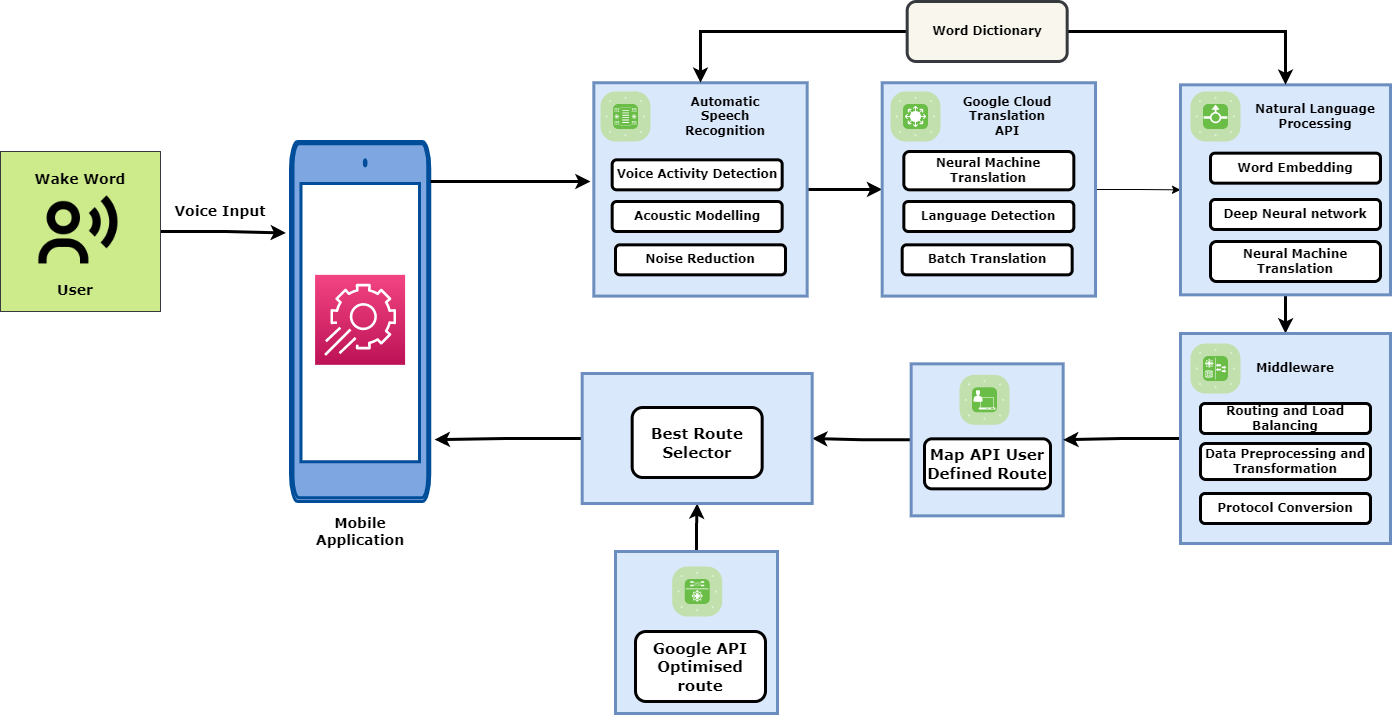 Word Dictionary
Wake Word
User
Voice Input
Mobile
Application
Automatic
Speech
Recognition
Voice Activity Detection
Acoustic Modelling
Noise Reduction
Google Cloud
Translation
API
Neural Machine
Translation
Language Detection
Batch Translation
Natural Language
Processing
Word Embedding
Deep Neural network
Neural Machine
Translation
Middleware
Routing and Load
Balancing
Data Preprocessing and
Transformation
Protocol Conversion
Map API User
Defined Route
Best Route
Selector
Google API
Optimised
route